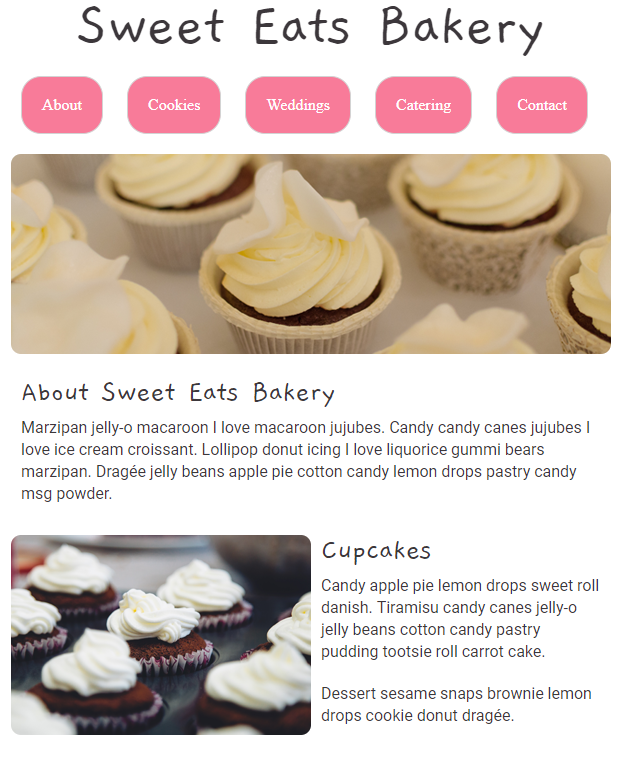 Sweet Eats Bakery
About Cookies Weddings Catering Contact
About Sweet Eats Bakery
Marzipan jelly-o macaroon I love macaroon jujubes. Candy candy canes jujubes I
love ice cream croissant. Lollipop donut icing I love liquorice gummi bears
marzipan. Dragée jelly beans apple pie cotton candy lemon drops pastry candy
msg powder.
Cupcakes
Candy apple pie lemon drops sweet roll
danish. Tiramisu candy canes jelly-o
jelly beans cotton candy pastry
pudding tootsie roll carrot cake.
Dessert sesame snaps brownie lemon
drops cookie donut dragée.